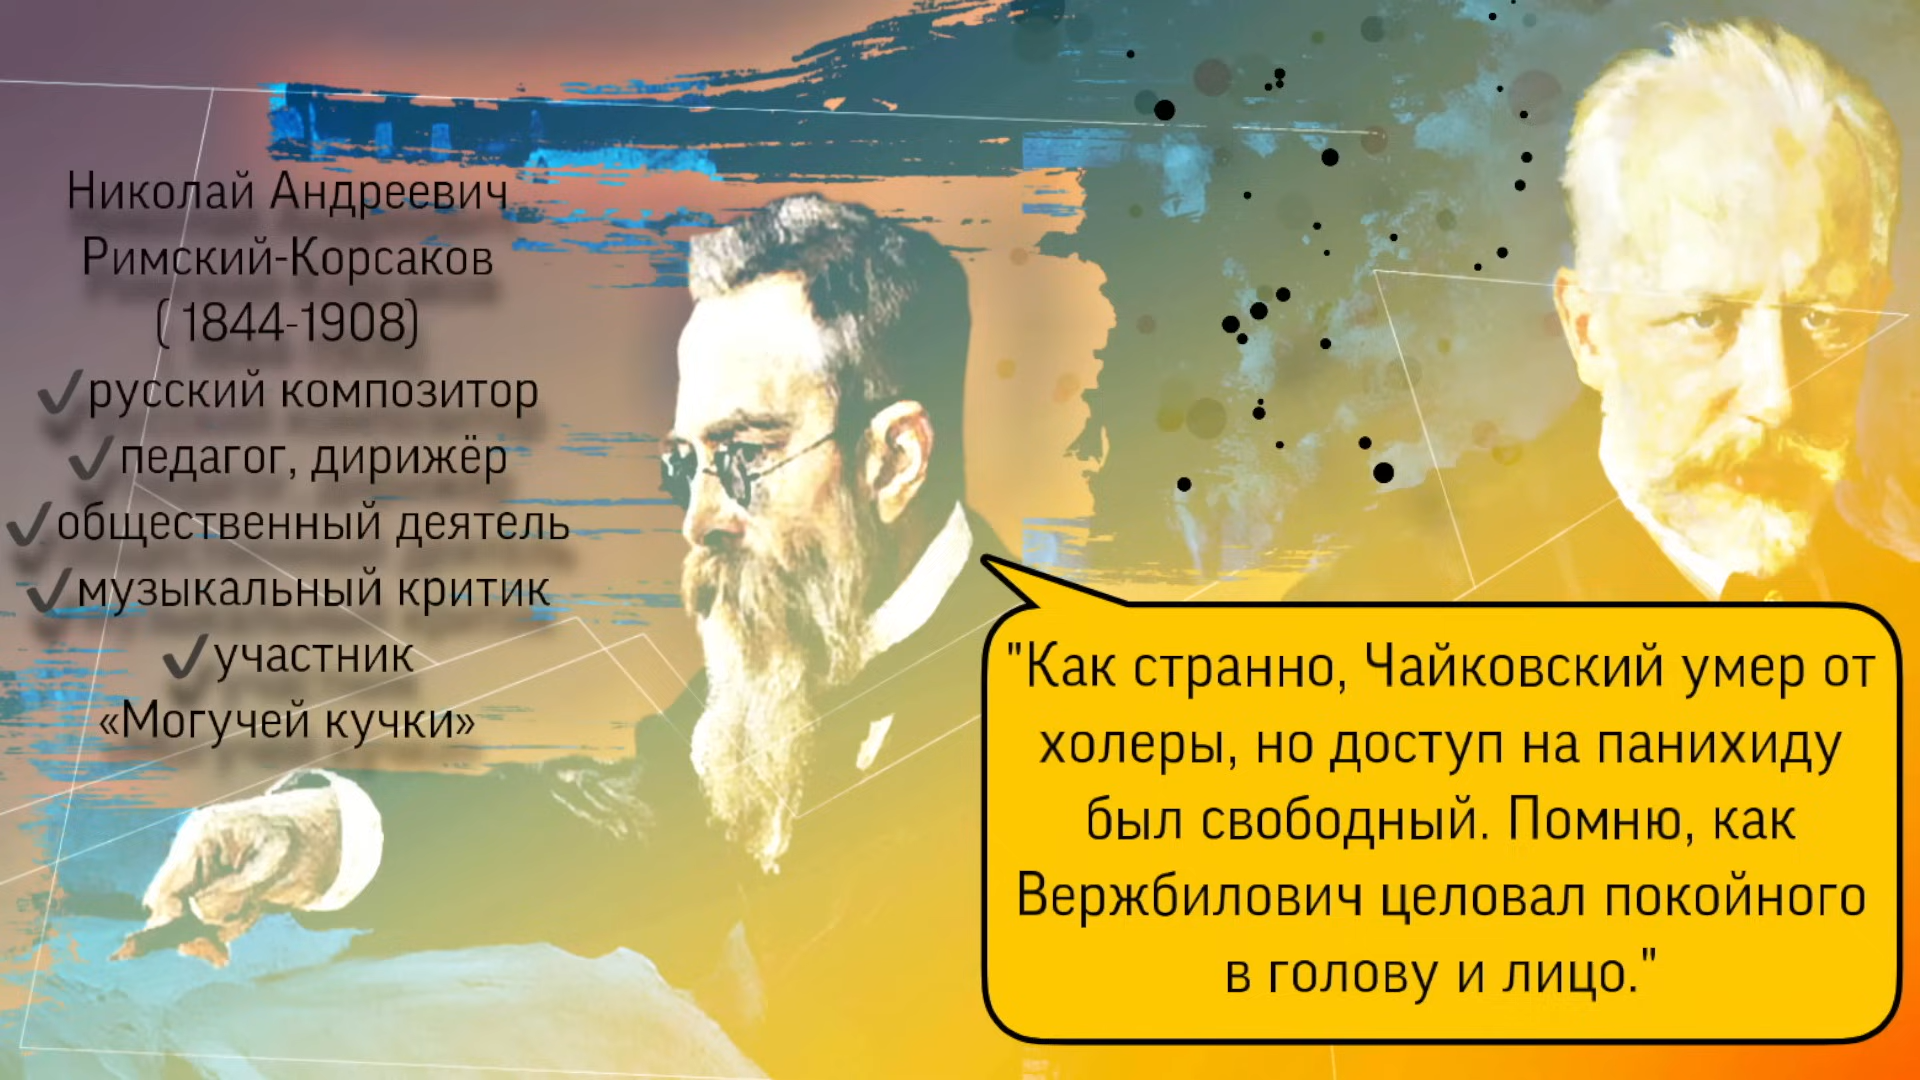 Николай Андреевич
Римский-Корсаков
( 1844-1908)
✓русский композитор
✓педагог, дирижёр
✓общественный деятель
✓музыкальный критик
✓участник
«Могучей кучки»
"Как странно, Чайковский умер от
холеры, но доступ на панихиду
был свободный. Помню, как
Вержбилович целовал покойного
в голову и лицо."